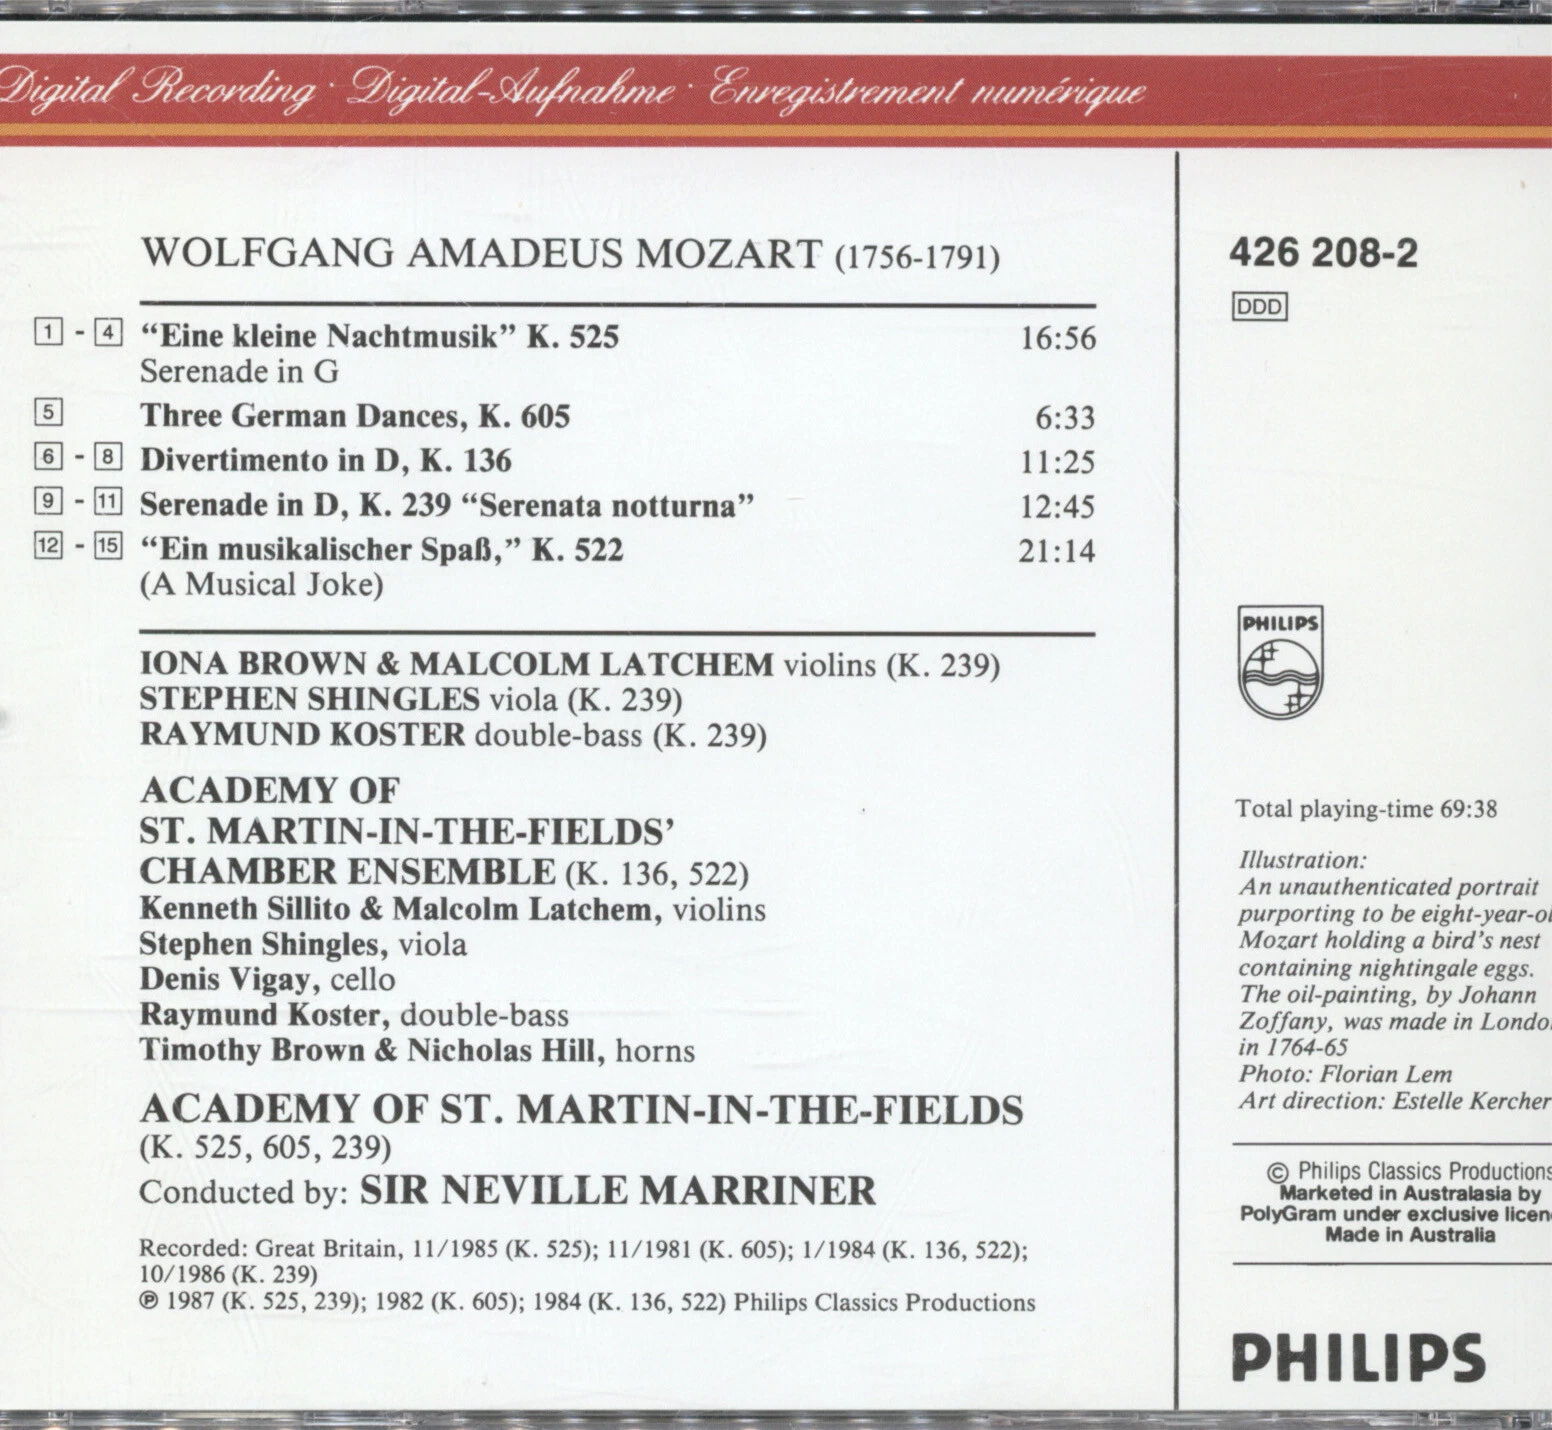 Digital Recording · Digital-Aufnahme · Enregistrement numérique
WOLFGANG AMADEUS MOZART (1756-1791)
1 - 4 “Eine kleine Nachtmusik” K. 525 16:56
Serenade in G
5 Three German Dances, K. 605 6:33
6 - 8 Divertimento in D, K. 136 11:25
9 - 11 Serenade in D, K. 239 “Serenata notturna” 12:45
12 - 15 “Ein musikalischer Spaß,” K. 522 21:14
(A Musical Joke)
IONA BROWN & MALCOLM LATCHEM violins (K. 239)
STEPHEN SHINGLES viola (K. 239)
RAYMUND KOSTER double-bass (K. 239)
ACADEMY OF
ST. MARTIN-IN-THE-FIELDS’
CHAMBER ENSEMBLE (K. 136, 522)
Kenneth Sillito & Malcolm Latchem, violins
Stephen Shingles, viola
Denis Vigay, cello
Raymund Koster, double-bass
Timothy Brown & Nicholas Hill, horns
ACADEMY OF ST. MARTIN-IN-THE-FIELDS
(K. 525, 605, 239)
Conducted by: SIR NEVILLE MARRINER
Recorded: Great Britain, 11/1985 (K. 525); 11/1981 (K. 605); 1/1984 (K. 136, 522);
10/1986 (K. 239)
℗ 1987 (K. 525, 239); 1982 (K. 605); 1984 (K. 136, 522) Philips Classics Productions
426 208-2
DDD
PHILIPS
Total playing-time 69:38
Illustration:
An unauthenticated portrait
purporting to be eight-year-ol
Mozart holding a bird’s nest
containing nightingale eggs.
The oil-painting, by Johann
Zoffany, was made in Londo
in 1764-65
Photo: Florian Lem
Art direction: Estelle Kercher
© Philips Classics Productions
Marketed in Australasia by
PolyGram under exclusive licen
Made in Australia
PHILIPS